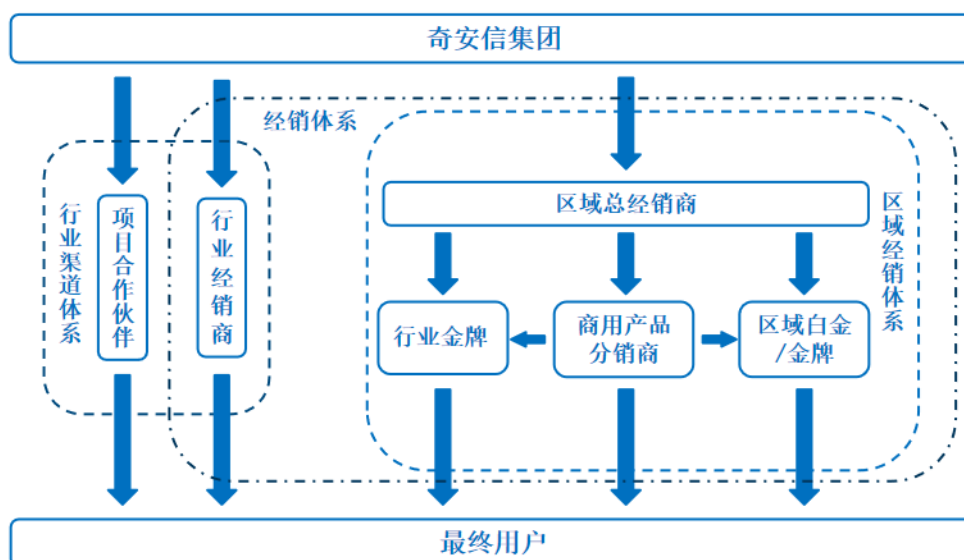 奇安信集团
经销体系
行业渠道体系
项目合作伙伴
行业经销商
区域总经销商
区域经销体系
行业金牌
商用产品
分销商
区域白金
/金牌
最终用户